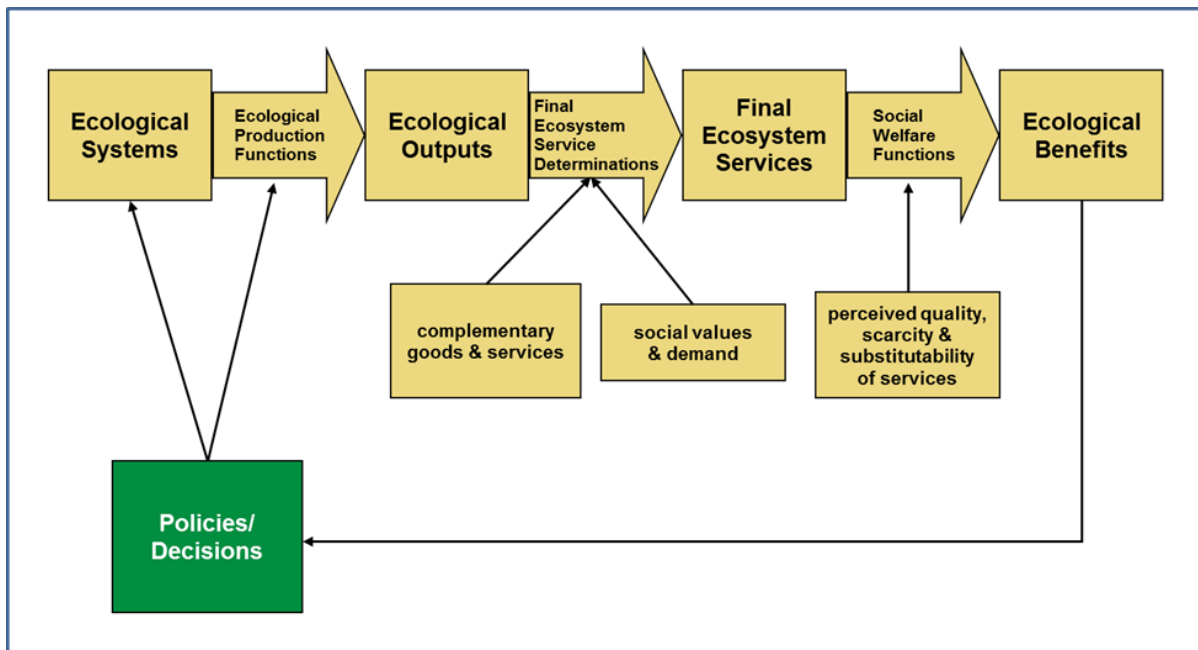 Ecological
Systems
Ecological
Production
Functions
Ecological
Outputs
Final
Ecosystem
Service
Determinations
Final
Ecosystem
Services
Social
Welfare
Functions
Ecological
Benefits
complementary
goods & services
social values
& demand
perceived quality,
scarcity &
substitutability
of services
Policies/
Decisions